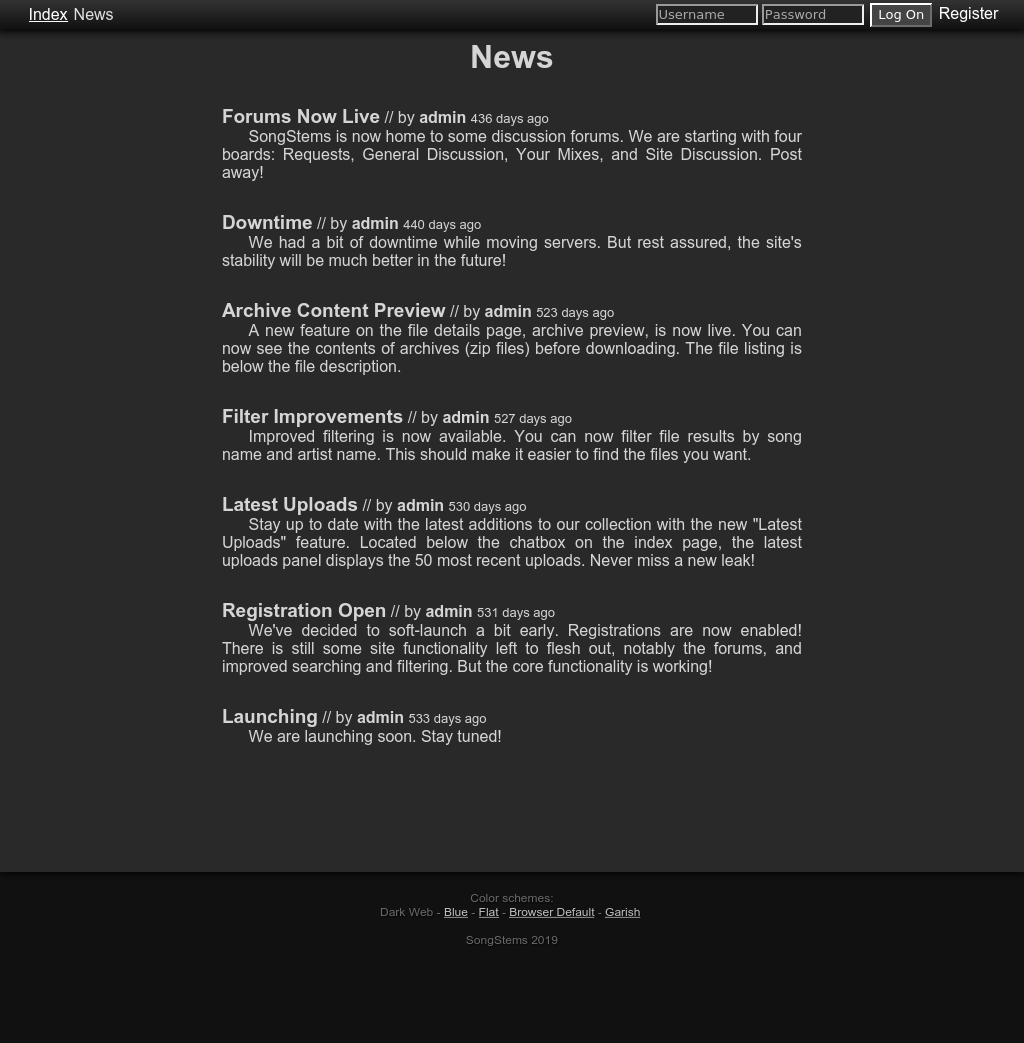 Index News Username Password Log On Register
News
Forums Now Live // by admin 436 days ago
SongStems is now home to some discussion forums. We are starting with four
boards: Requests, General Discussion, Your Mixes, and Site Discussion. Post
away!
Downtime // by admin 440 days ago
We had a bit of downtime while moving servers. But rest assured, the site's
stability will be much better in the future!
Archive Content Preview // by admin 523 days ago
A new feature on the file details page, archive preview, is now live. You can
now see the contents of archives (zip files) before downloading. The file listing is
below the file description.
Filter Improvements // by admin 527 days ago
Improved filtering is now available. You can now filter file results by song
name and artist name. This should make it easier to find the files you want.
Latest Uploads // by admin 530 days ago
Stay up to date with the latest additions to our collection with the new "Latest
Uploads" feature. Located below the chatbox on the index page, the latest
uploads panel displays the 50 most recent uploads. Never miss a new leak!
Registration Open // by admin 531 days ago
We've decided to soft-launch a bit early. Registrations are now enabled!
There is still some site functionality left to flesh out, notably the forums, and
improved searching and filtering. But the core functionality is working!
Launching // by admin 533 days ago
We are launching soon. Stay tuned!
Color schemes:
Dark Web - Blue - Flat - Browser Default - Garish
SongStems 2019